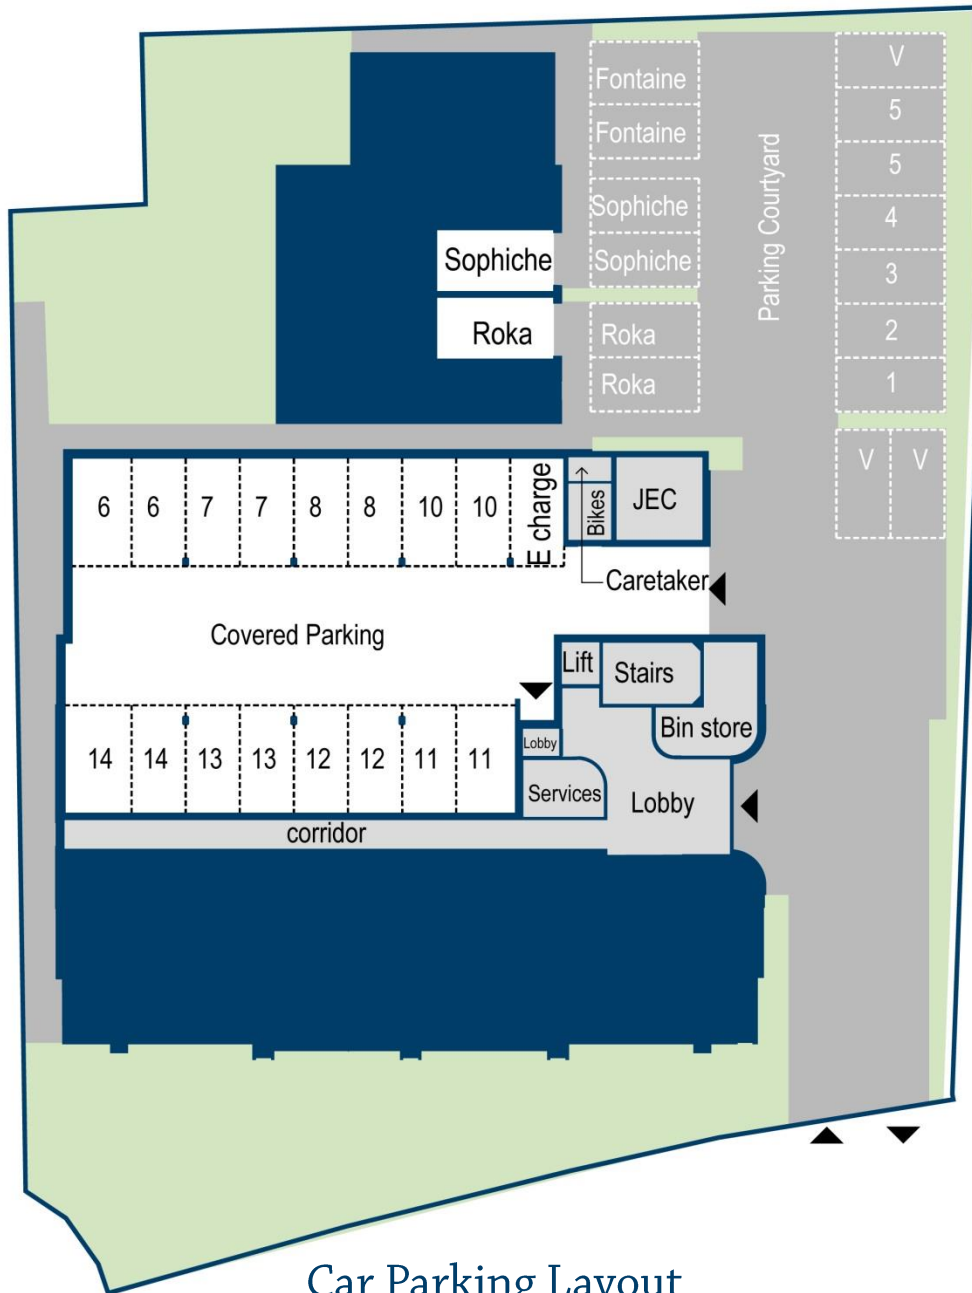 V
Fontaine
5
Fontaine
5
Sophiche
4
Parking Courtyard
Sophiche
Sophiche
3
Roka
Roka
2
Roka
1
V V
6 6 7 7 8 8 10 10 E charge Bikes JEC
Caretaker
Covered Parking
Lift Stairs
Bin store
14 14 13 13 12 12 11 11 Lobby
Services Lobby
corridor
Car Parking Layout